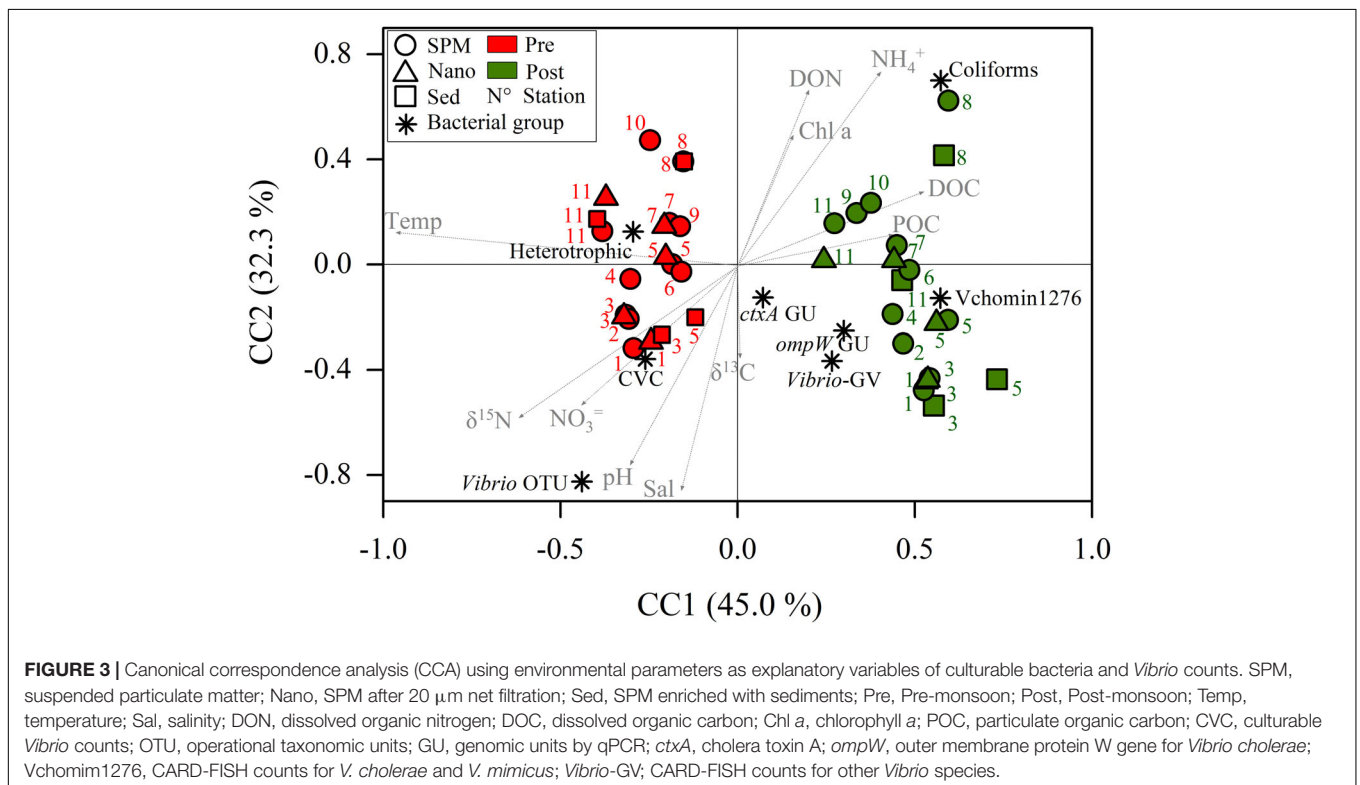 0.8
0.4
0.0
-0.4
-0.8
CC2 (32.3 %)
SPM Pre
Nano Post
Sed N° Station
Bacterial group
DON
NH₄⁺
Coliforms
8
Chl a
10
8
8
8
DOC
11
7
7
9
11
9
10
11
Temp
11
Heterotrophic
5
5
POC
7
7
6
11
4
6
11
Vchomin1276
ctxA GU
3
3
2
5
4
5
5
ompW GU
2
3
1
1
CVC
δ¹³C
Vibrio-GV
3
1
3
1
3
5
δ¹⁵N
NO₃⁼
pH
Sal
Vibrio OTU
-1.0
-0.5
0.0
0.5
1.0
CC1 (45.0 %)
FIGURE 3 | Canonical correspondence analysis (CCA) using environmental parameters as explanatory variables of culturable bacteria and Vibrio counts. SPM,
suspended particulate matter; Nano, SPM after 20 μm net filtration; Sed, SPM enriched with sediments; Pre, Pre-monsoon; Post, Post-monsoon; Temp,
temperature; Sal, salinity; DON, dissolved organic nitrogen; DOC, dissolved organic carbon; Chl a, chlorophyll a; POC, particulate organic carbon; CVC, culturable
Vibrio counts; OTU, operational taxonomic units; GU, genomic units by qPCR; ctxA, cholera toxin A; ompW, outer membrane protein W gene for Vibrio cholerae;
Vchomim1276, CARD-FISH counts for V. cholerae and V. mimicus; Vibrio-GV; CARD-FISH counts for other Vibrio species.